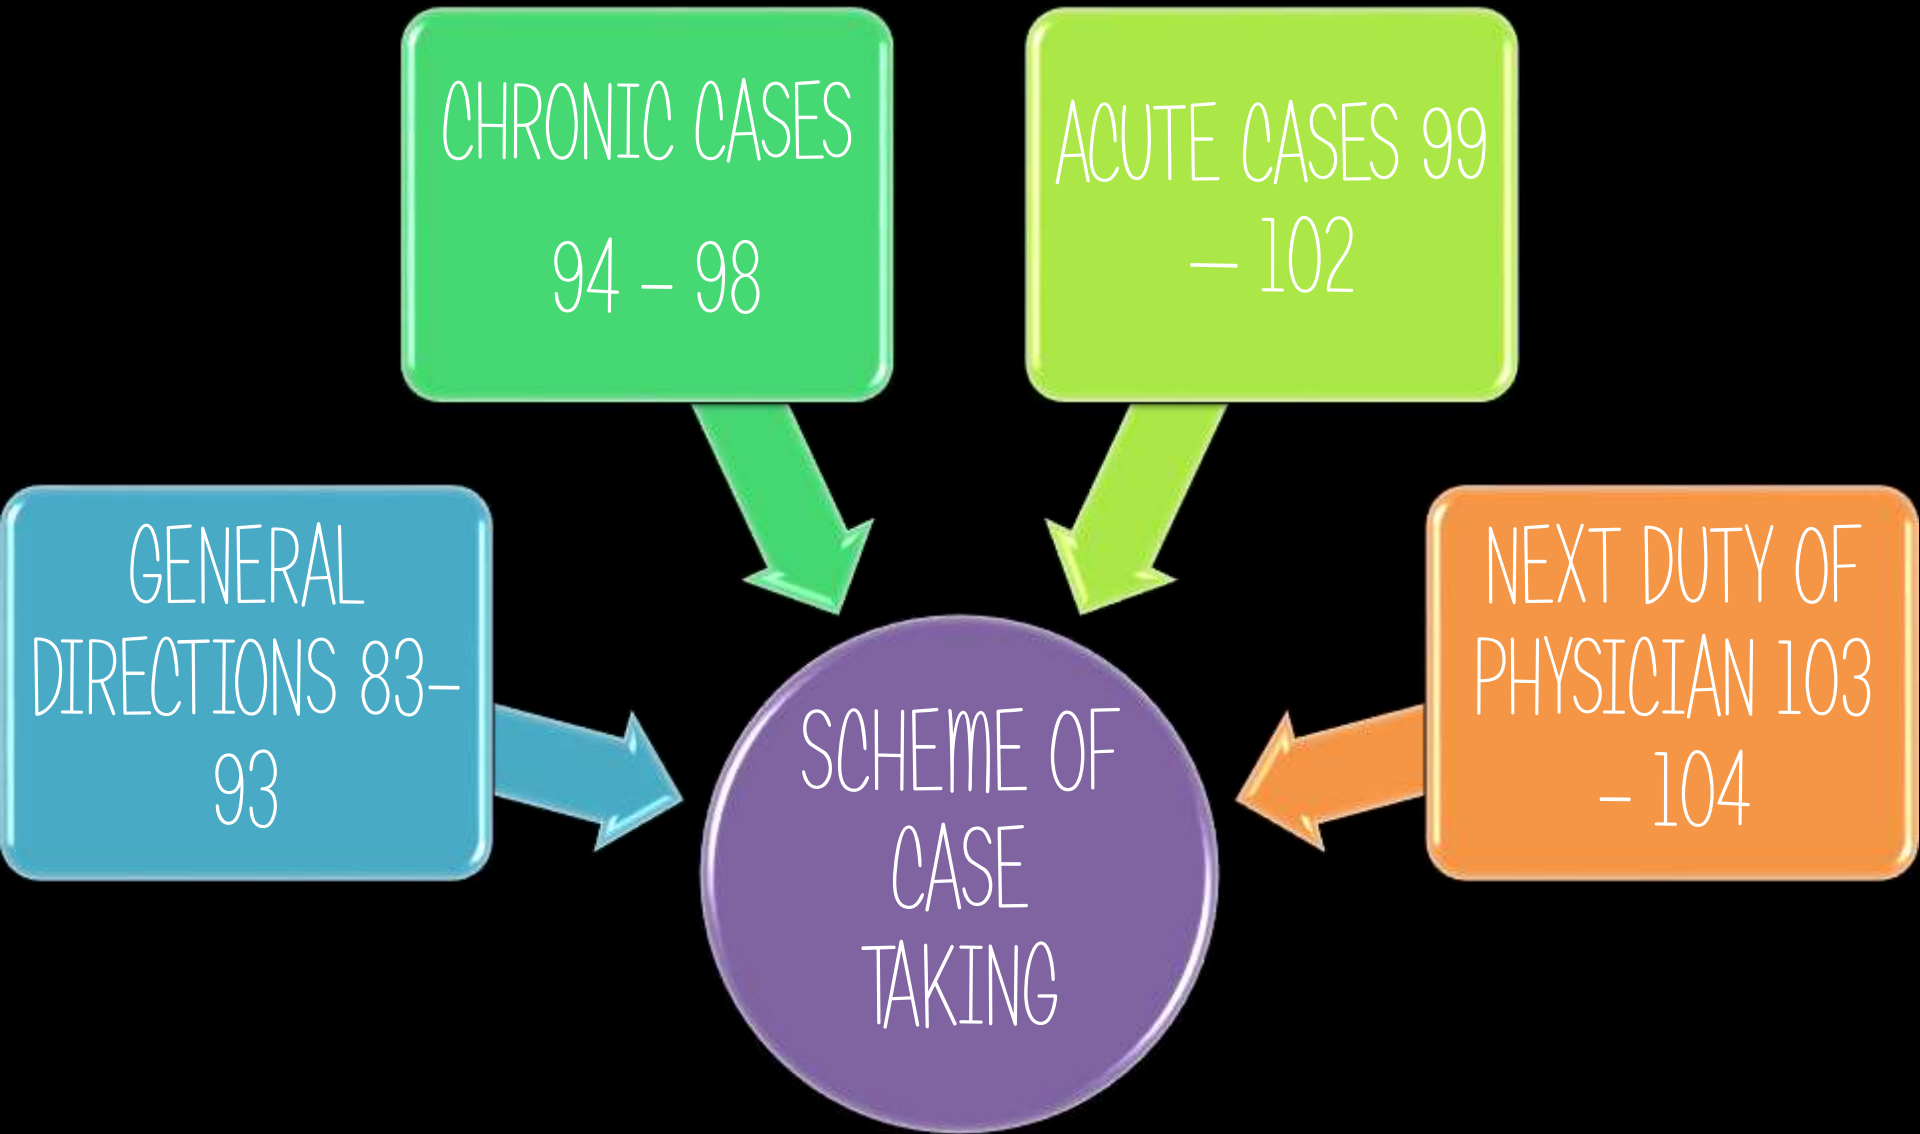 CHRONIC CASES
94 – 98
ACUTE CASES 99
– 102
GENERAL
DIRECTIONS 83–
93
NEXT DUTY OF
PHYSICIAN 103
– 104
SCHEME OF
CASE
TAKING